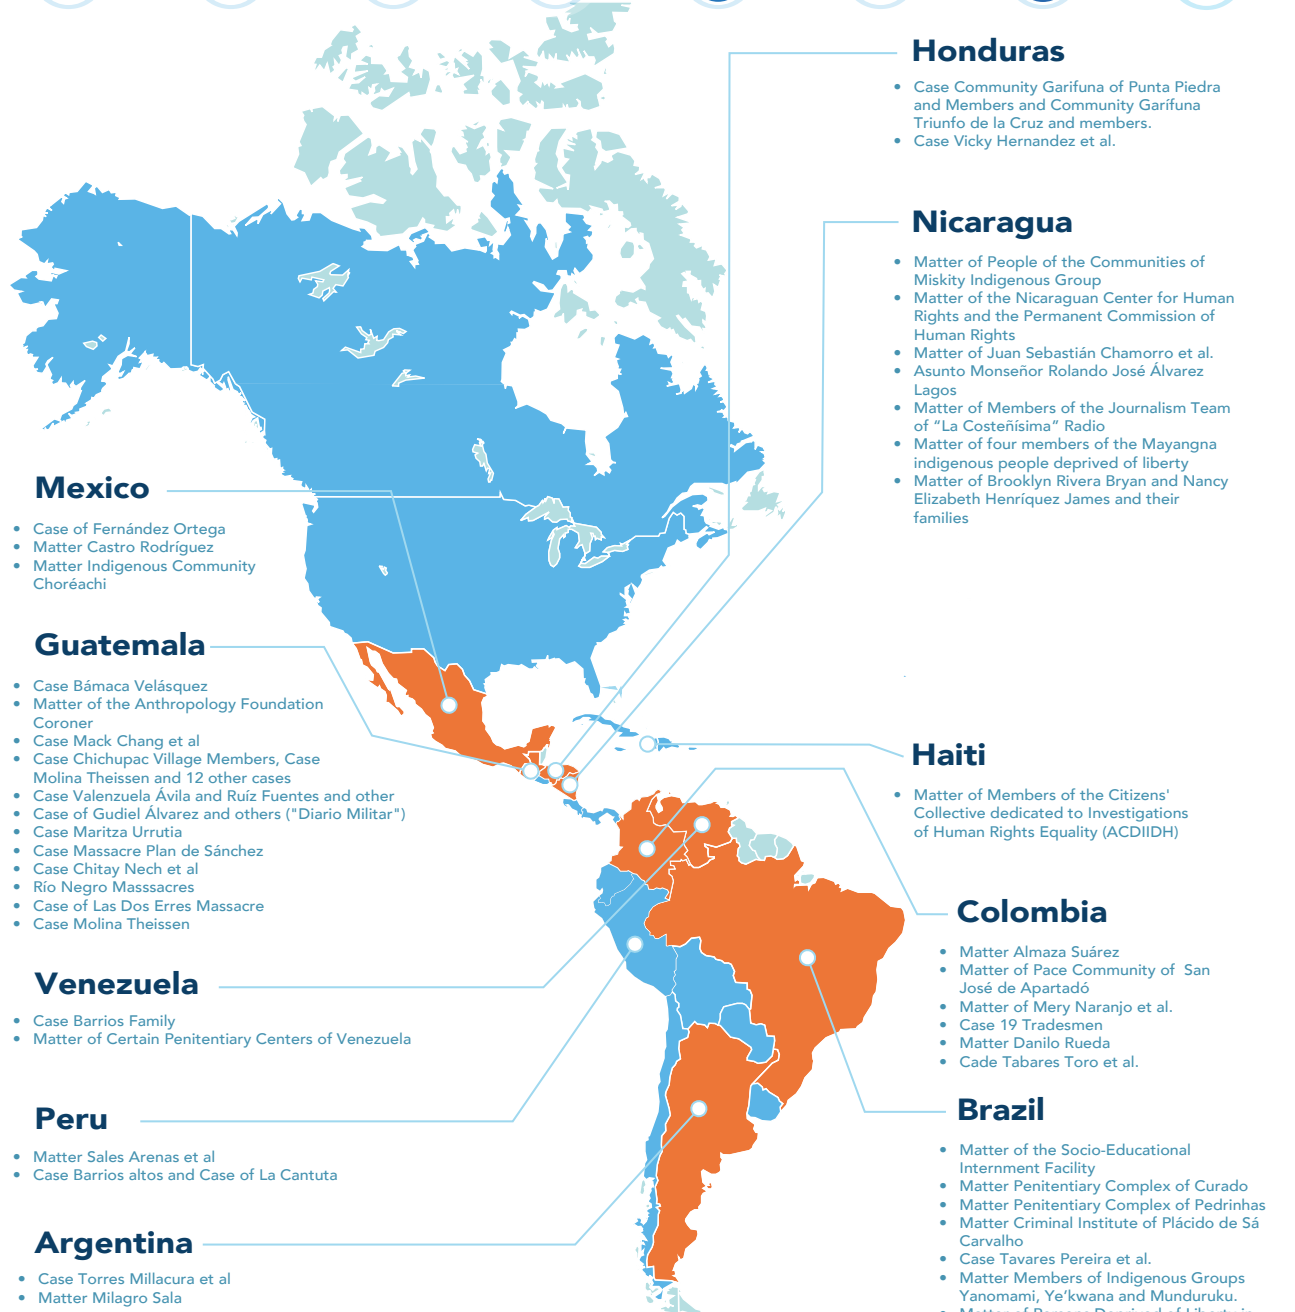 Honduras
• Case Community Garifuna of Punta Piedra
and Members and Community Garífuna
Triunfo de la Cruz and members.
• Case Vicky Hernandez et al.
Nicaragua
• Matter of People of the Communities of
Miskity Indigenous Group
• Matter of the Nicaraguan Center for Human
Rights and the Permanent Commission of
Human Rights
• Matter of Juan Sebastián Chamorro et al.
• Asunto Monseñor Rolando José Álvarez
Lagos
• Matter of Members of the Journalism Team
of “La Costeñísima” Radio
• Matter of four members of the Mayangna
indigenous people deprived of liberty
• Matter of Brooklyn Rivera Bryan and Nancy
Elizabeth Henríquez James and their
families
Mexico
• Case of Fernández Ortega
• Matter Castro Rodríguez
• Matter Indigenous Community
Choréachi
Guatemala
• Case Bámaca Velásquez
• Matter of the Anthropology Foundation
Coroner
• Case Mack Chang et al
• Case Chichupac Village Members, Case
Molina Theissen and 12 other cases
• Case Valenzuela Ávila and Ruíz Fuentes and other
• Case of Gudiel Álvarez and others ("Diario Militar")
• Case Maritza Urrutia
• Case Massacre Plan de Sánchez
• Case Chitay Nech et al
• Río Negro Masssacres
• Case of Las Dos Erres Massacre
• Case Molina Theissen
Haiti
• Matter of Members of the Citizens'
Collective dedicated to Investigations
of Human Rights Equality (ACDIIDH)
Colombia
• Matter Almaza Suárez
• Matter of Pace Community of San
José de Apartadó
• Matter of Mery Naranjo et al.
• Case 19 Tradesmen
• Matter Danilo Rueda
• Cade Tabares Toro et al.
Venezuela
• Case Barrios Family
• Matter of Certain Penitentiary Centers of Venezuela
Peru
• Matter Sales Arenas et al
• Case Barrios altos and Case of La Cantuta
Brazil
• Matter of the Socio-Educational
Internment Facility
• Matter Penitentiary Complex of Curado
• Matter Penitentiary Complex of Pedrinhas
• Matter Criminal Institute of Plácido de Sá
Carvalho
• Case Tavares Pereira et al.
• Matter Members of Indigenous Groups
Yanomami, Ye’kwana and Munduruku.
Argentina
• Case Torres Millacura et al
• Matter Milagro Sala